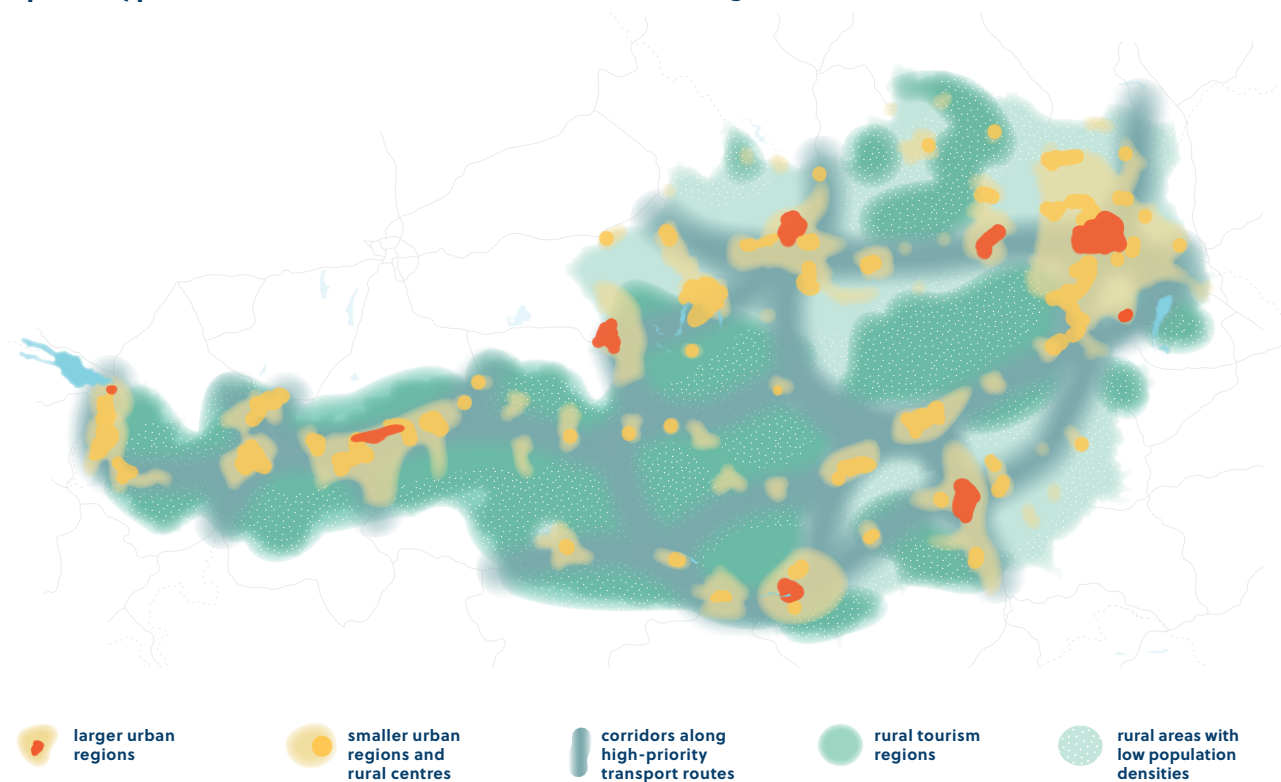 larger urban
regions
smaller urban
regions and
rural centres
corridors along
high-priority
transport routes
rural tourism
regions
rural areas with
low population
densities